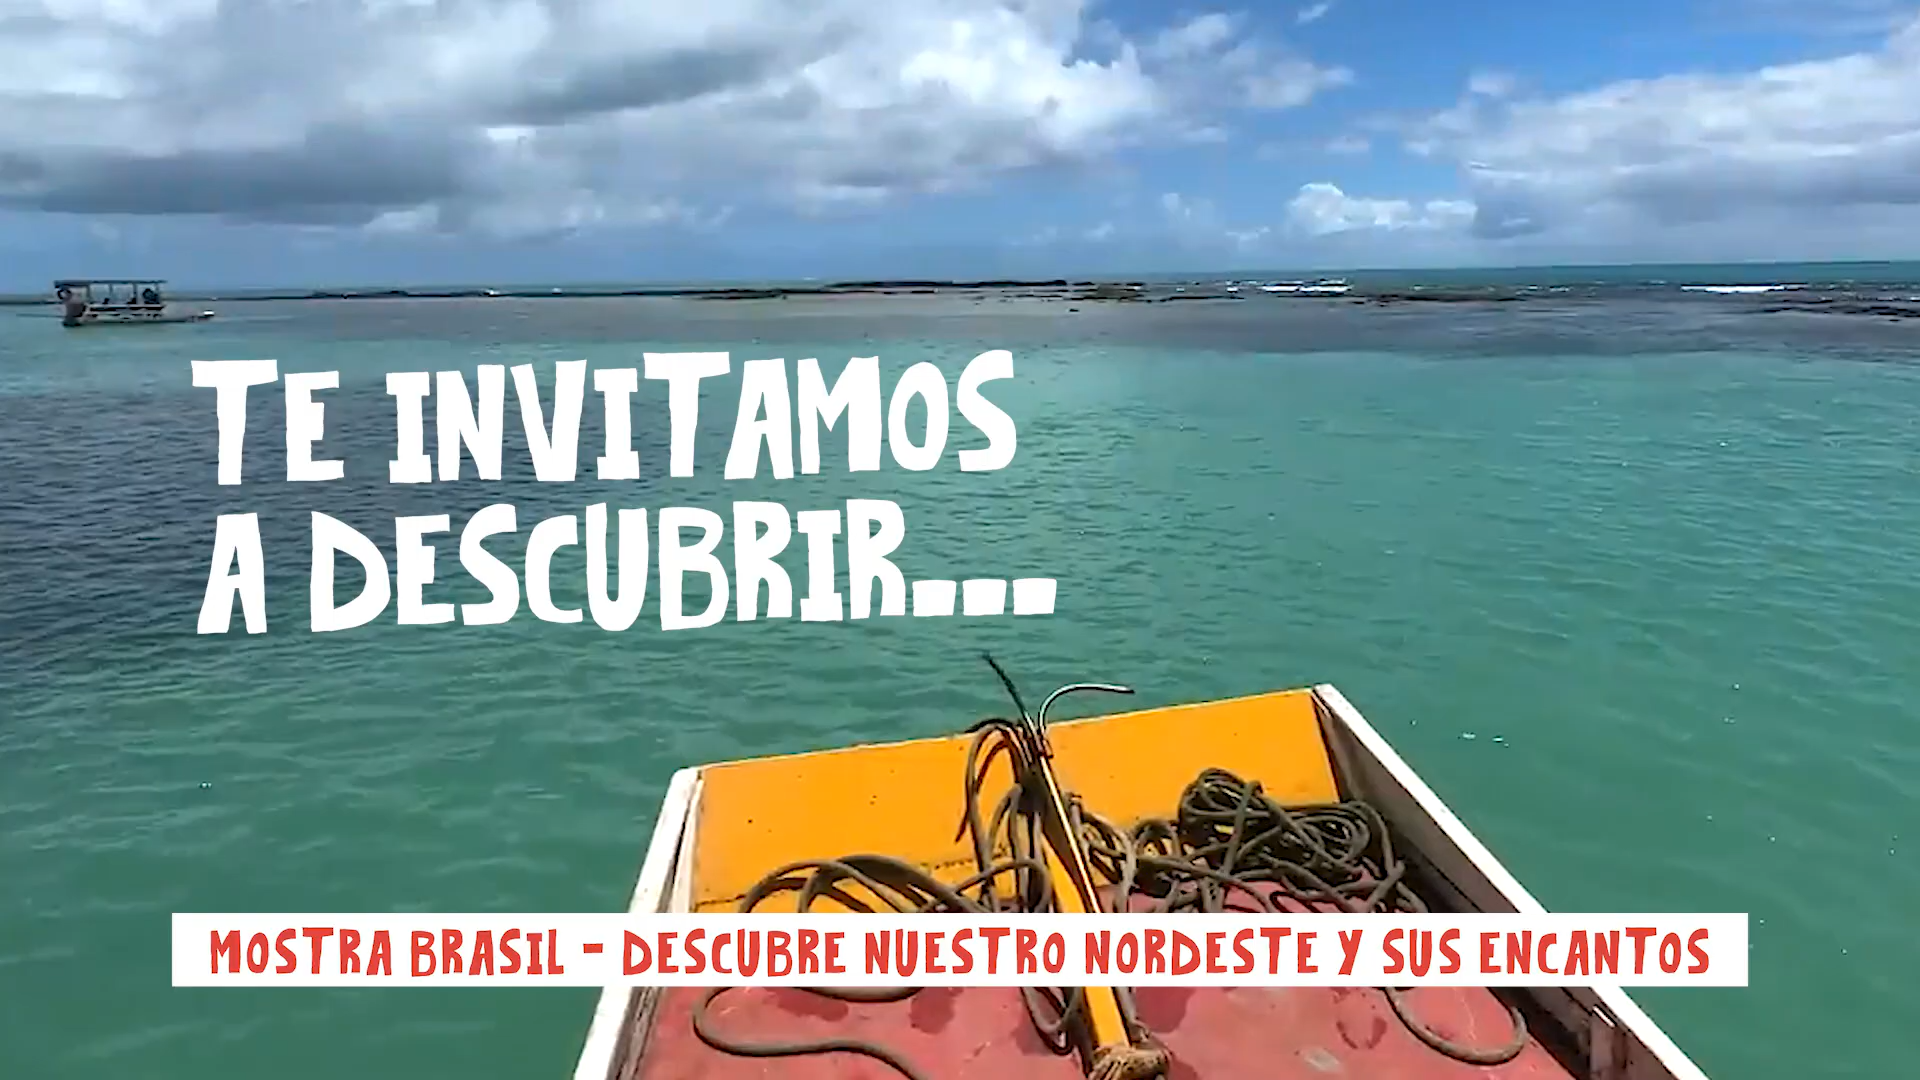 TE INVITAMOS
A DESCUBRIR...
MOSTRA BRASIL - DESCUBRE NUESTRO NORDESTE Y SUS ENCANTOS